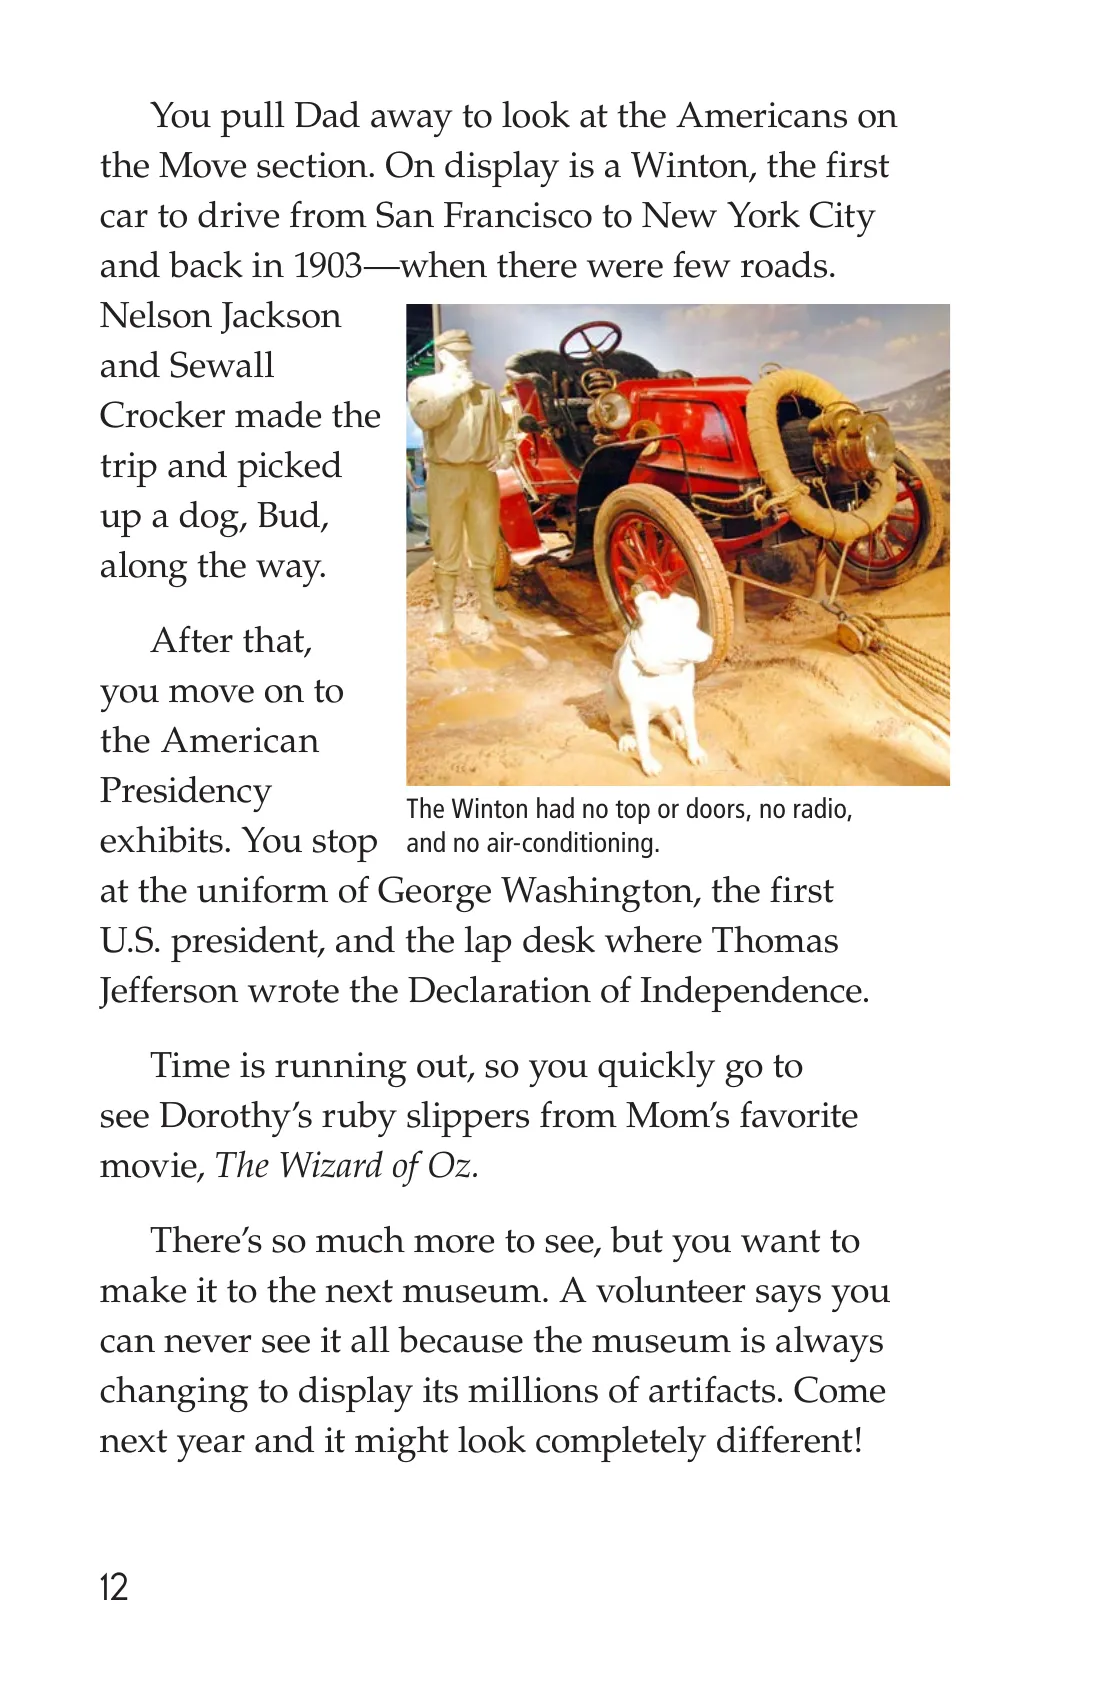 You pull Dad away to look at the Americans on
the Move section. On display is a Winton, the first
car to drive from San Francisco to New York City
and back in 1903—when there were few roads.
Nelson Jackson
and Sewall
Crocker made the
trip and picked
up a dog, Bud,
along the way.
After that,
you move on to
the American
Presidency
exhibits. You stop
at the uniform of George Washington, the first
U.S. president, and the lap desk where Thomas
Jefferson wrote the Declaration of Independence.
The Winton had no top or doors, no radio,
and no air-conditioning.
Time is running out, so you quickly go to
see Dorothy’s ruby slippers from Mom’s favorite
movie, The Wizard of Oz.
There’s so much more to see, but you want to
make it to the next museum. A volunteer says you
can never see it all because the museum is always
changing to display its millions of artifacts. Come
next year and it might look completely different!
12